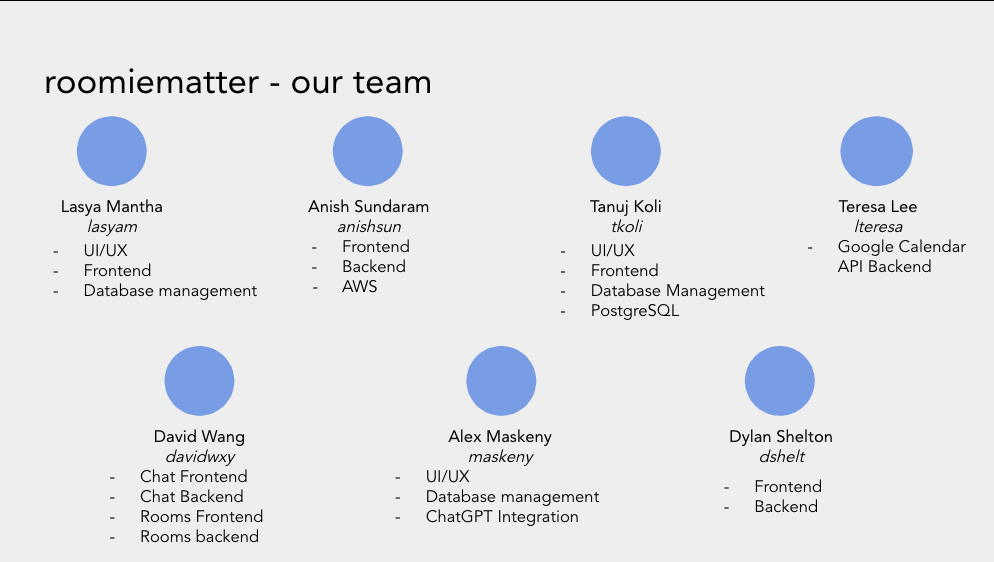 roomiematter - our team
Lasya Mantha
lasyam
- UI/UX
- Frontend
- Database management
Anish Sundaram
anishsun
- Frontend
- Backend
- AWS
Tanuj Koli
tkoli
- UI/UX
- Frontend
- Database Management
- PostgreSQL
Teresa Lee
lteresa
- Google Calendar
API Backend
David Wang
davidwxy
- Chat Frontend
- Chat Backend
- Rooms Frontend
- Rooms backend
Alex Maskeny
maskeny
- UI/UX
- Database management
- ChatGPT Integration
Dylan Shelton
dshelt
- Frontend
- Backend